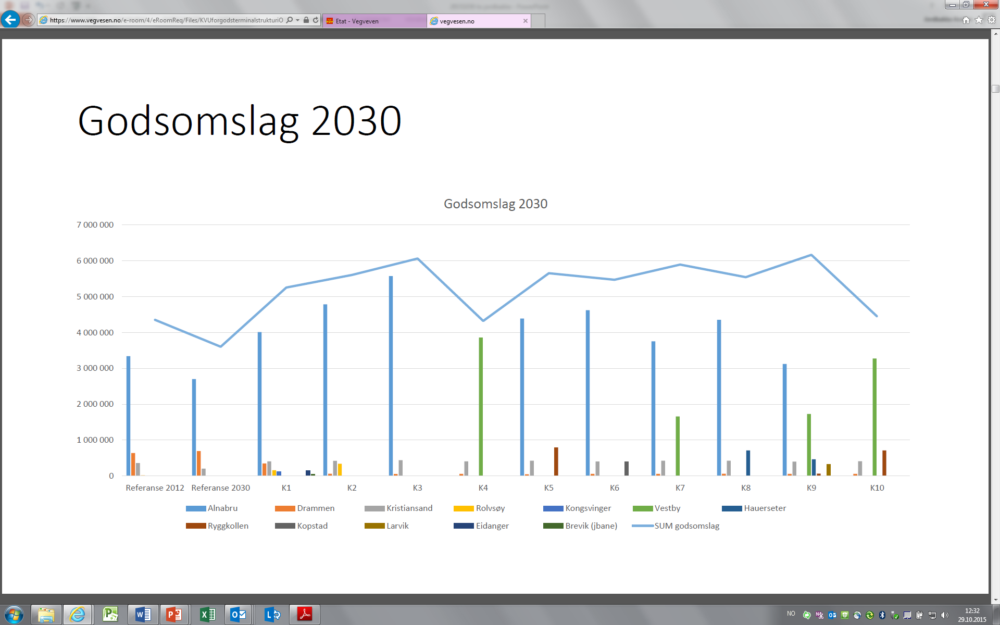 https://www.vegvesen.no/e-room/4/eRoomReq/Files/KVUforgodsterminalstrukturiO
Etat - Vegveven
vegvesen.no
Godsomslag 2030
Godsomslag 2030
7 000 000
6 000 000
5 000 000
4 000 000
3 000 000
2 000 000
1 000 000
0
Referanse 2012 Referanse 2030 K1 K2 K3 K4 K5 K6 K7 K8 K9 K10
Alnabru Drammen Kristiansand Rolvsøy Kongsvinger Vestby Hauerseter
Ryggkollen Kopstad Larvik Eidanger Brevik (jbane) SUM godsomslag
NO
12:32
29.10.2015